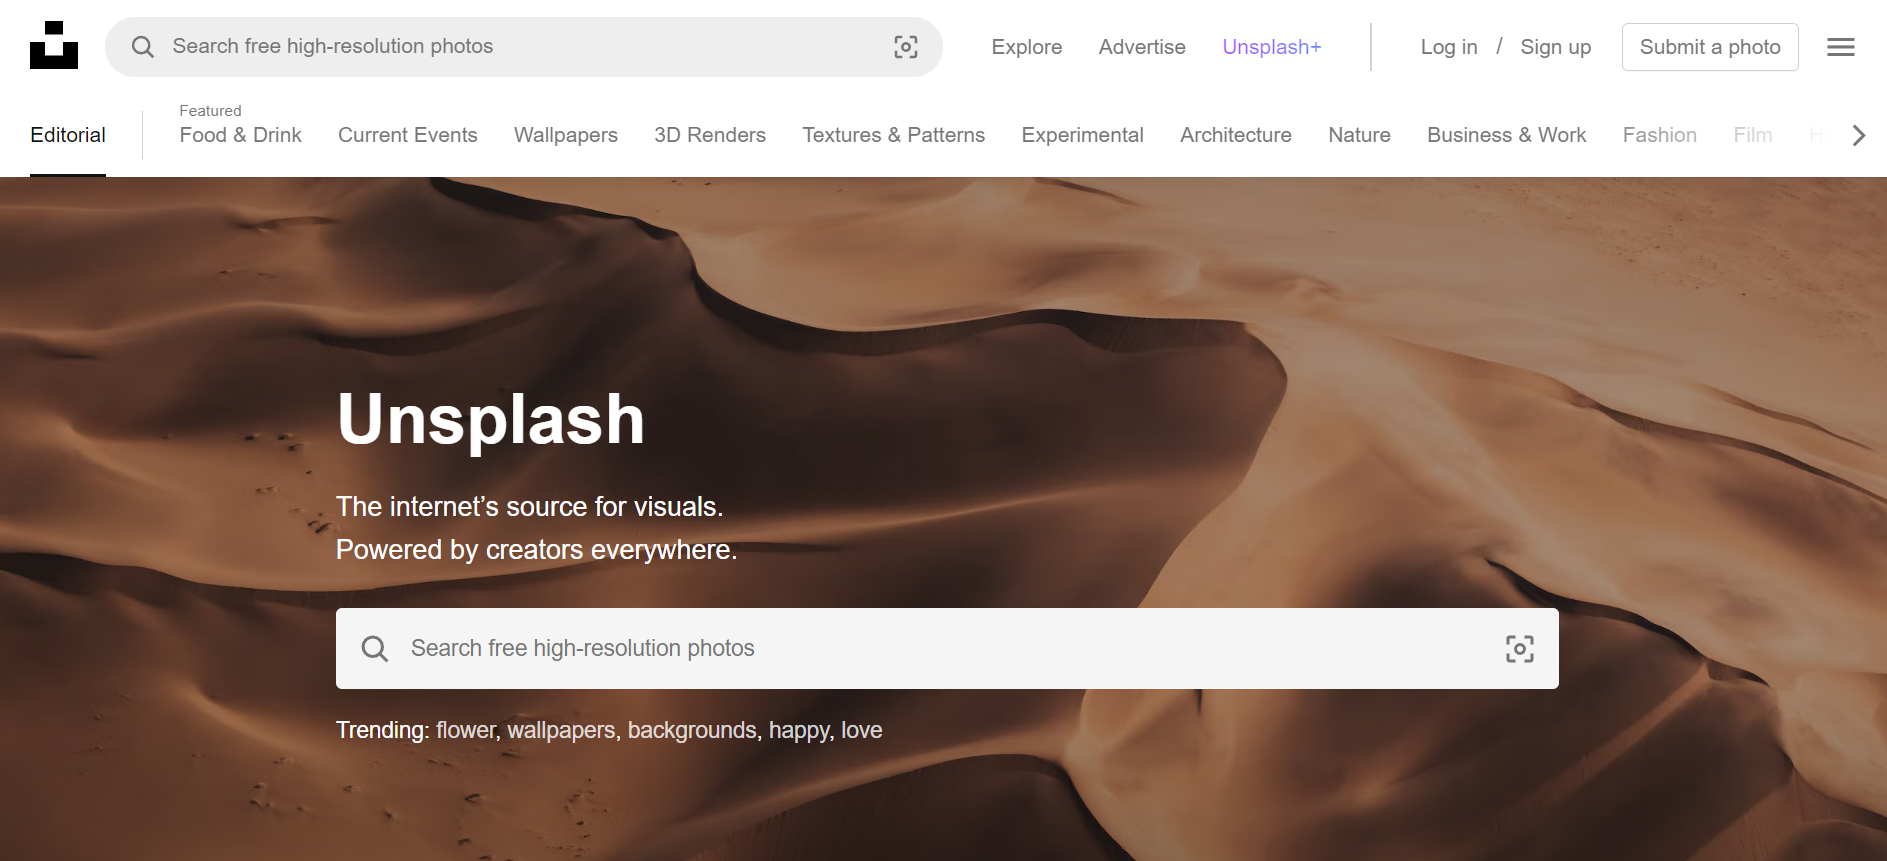 Search free high-resolution photos
Explore Advertise Unsplash+ Log in / Sign up Submit a photo
Featured
Editorial Food & Drink Current Events Wallpapers 3D Renders Textures & Patterns Experimental Architecture Nature Business & Work Fashion Film
Unsplash
The internet’s source for visuals.
Powered by creators everywhere.
Search free high-resolution photos
Trending: flower, wallpapers, backgrounds, happy, love